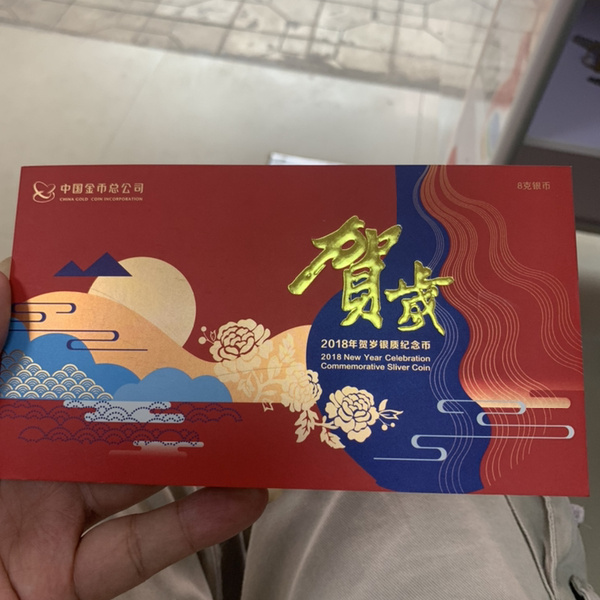 中国金币总公司
CHINA GOLD COIN INCORPORATION
8克银币
贺歲
2018年贺岁银质纪念币
2018 New Year Celebration
Commemorative Sliver Coin